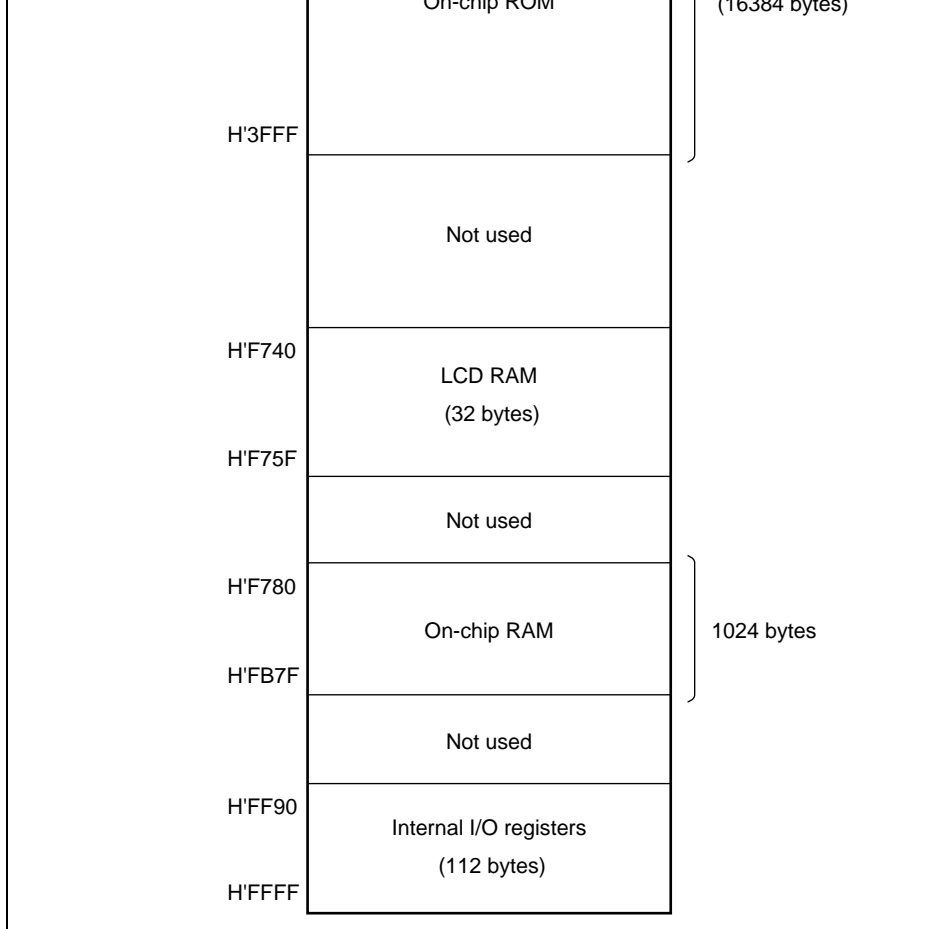 On-chip ROM
(16384 bytes)
H'3FFF
Not used
H'F740
LCD RAM
(32 bytes)
H'F75F
Not used
H'F780
On-chip RAM
1024 bytes
H'FB7F
Not used
H'FF90
Internal I/O registers
(112 bytes)
H'FFFF